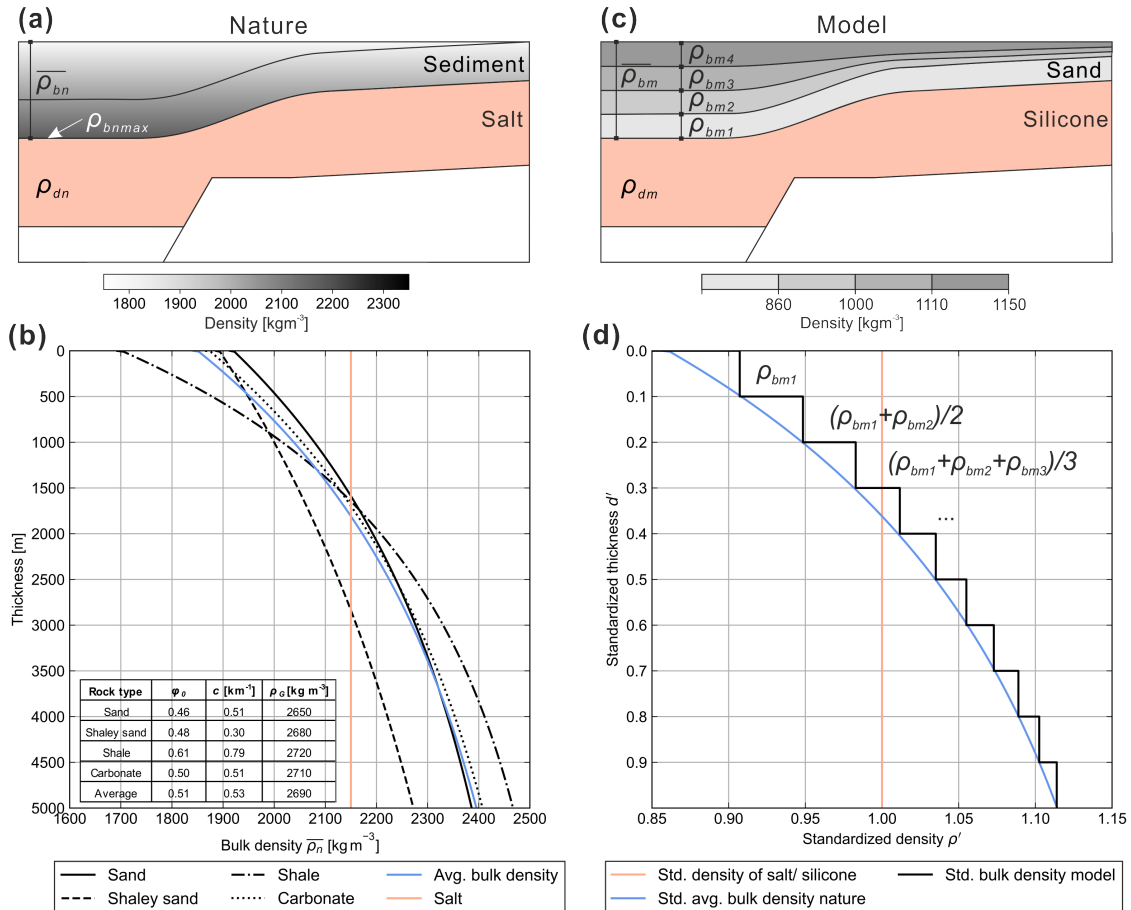 (a) Nature
ρ̅bn
Sediment
ρbnmax
Salt
ρdn
1800 1900 2000 2100 2200 2300
Density [kgm⁻³]
(c) Model
ρ̅bm
ρbm4
ρbm3
ρbm2
ρbm1
Sand
Silicone
ρdm
860 1000 1110 1150
Density [kgm⁻³]
(b)
Thickness [m]
0
500
1000
1500
2000
2500
3000
3500
4000
4500
5000
Rock type φ₀ c [km⁻¹] ρG [kg m⁻³]
Sand 0.46 0.51 2650
Shaley sand 0.48 0.30 2680
Shale 0.61 0.79 2720
Carbonate 0.50 0.51 2710
Average 0.51 0.53 2690
1600 1700 1800 1900 2000 2100 2200 2300 2400 2500
Bulk density ρ̅n [kgm⁻³]
Sand Shale Avg. bulk density
Shaley sand Carbonate Salt
(d)
Standardized thickness d′
0.0
0.1
0.2
0.3
0.4
0.5
0.6
0.7
0.8
0.9
ρbm1
(ρbm1+ρbm2)/2
(ρbm1+ρbm2+ρbm3)/3
...
0.85 0.90 0.95 1.00 1.05 1.10 1.15
Standardized density ρ′
Std. density of salt/ silicone Std. bulk density model
Std. avg. bulk density nature